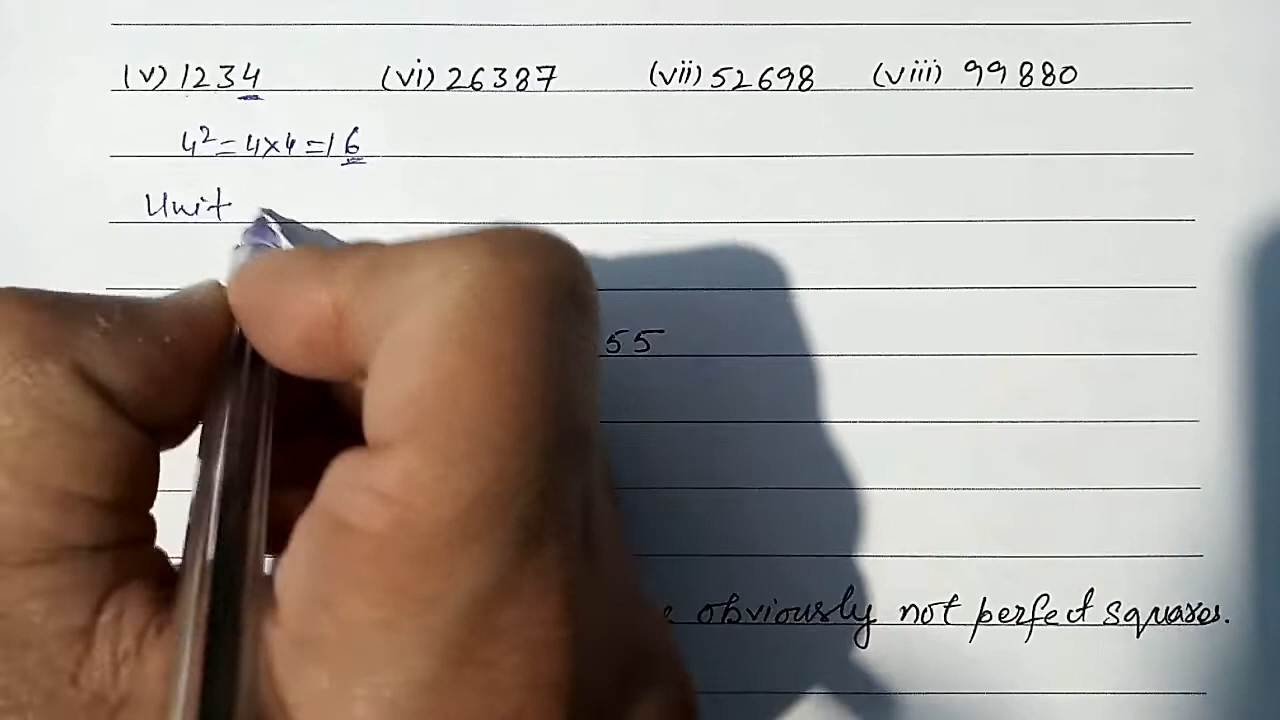 (v) 1234 (vi) 26387 (vii) 52698 (viii) 99880
4² = 4×4 = 16
Unit
55
obviously not perfect squares.